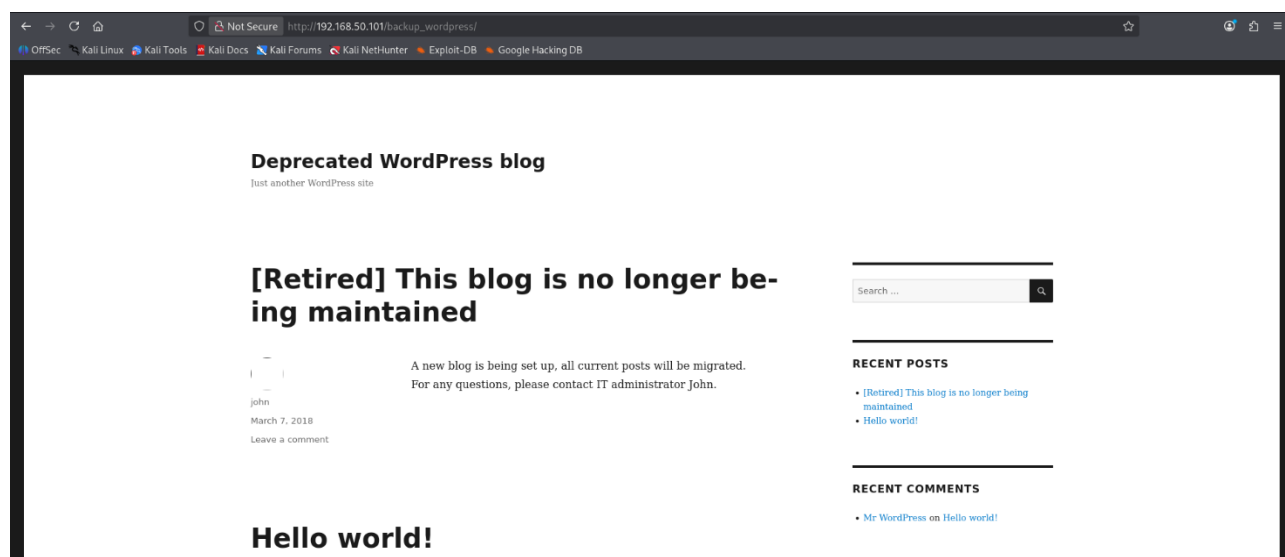 Not Secure http://192.168.50.101/backup_wordpress/
OffSec Kali Linux Kali Tools Kali Docs Kali Forums Kali NetHunter Exploit-DB Google Hacking DB
Deprecated WordPress blog
Just another WordPress site
[Retired] This blog is no longer be-
ing maintained
john
March 7, 2018
Leave a comment
A new blog is being set up, all current posts will be migrated.
For any questions, please contact IT administrator John.
Hello world!
Search ...
RECENT POSTS
[Retired] This blog is no longer being
maintained
Hello world!
RECENT COMMENTS
Mr WordPress on Hello world!